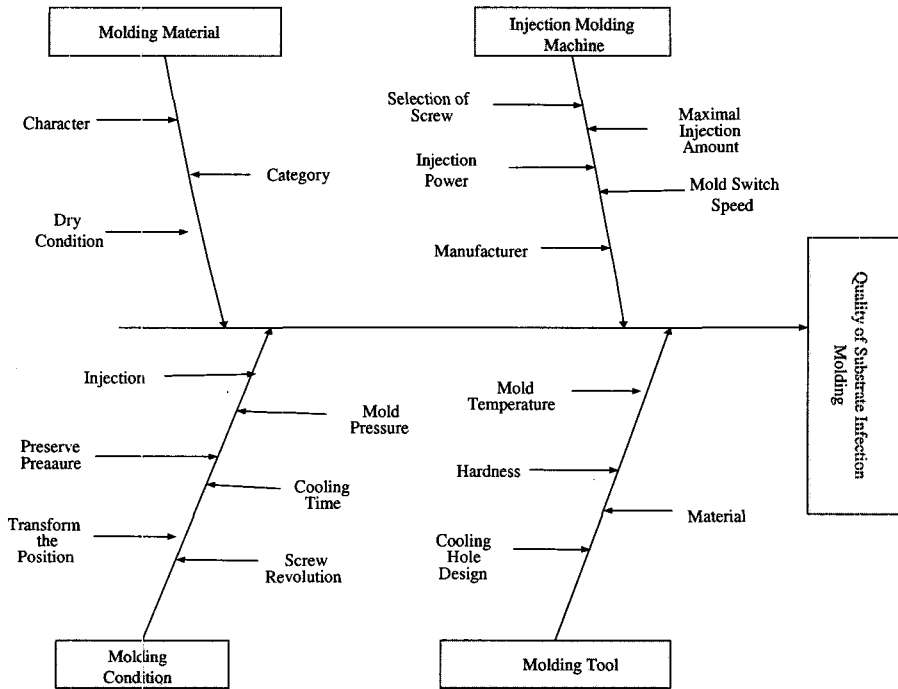 Molding Material
Injection Molding
Machine
Selection of
Screw
Character
Maximal
Injection
Amount
Injection
Power
Category
Mold Switch
Speed
Dry
Condition
Manufacturer
Quality of Substrate Infection
Molding
Injection
Mold
Temperature
Mold
Pressure
Preserve
Preaaure
Hardness
Cooling
Time
Material
Transform
the
Position
Cooling
Hole
Design
Screw
Revolution
Molding
Condition
Molding Tool